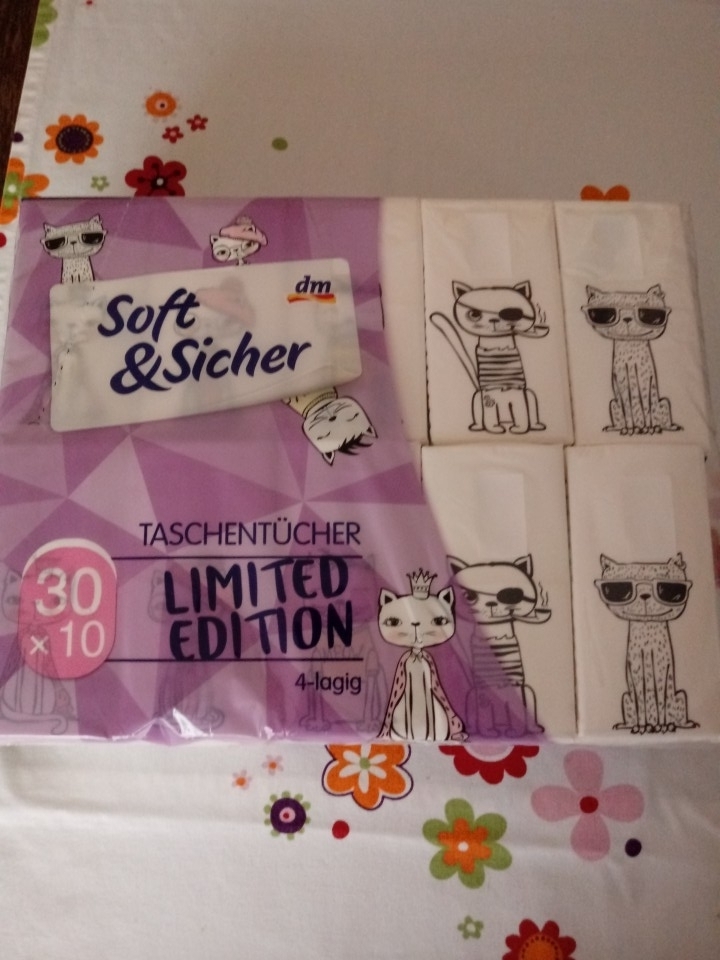 dm
Soft
&Sicher
TASCHENTÜCHER
30
x 10
LIMITED
EDITION
4-lagig